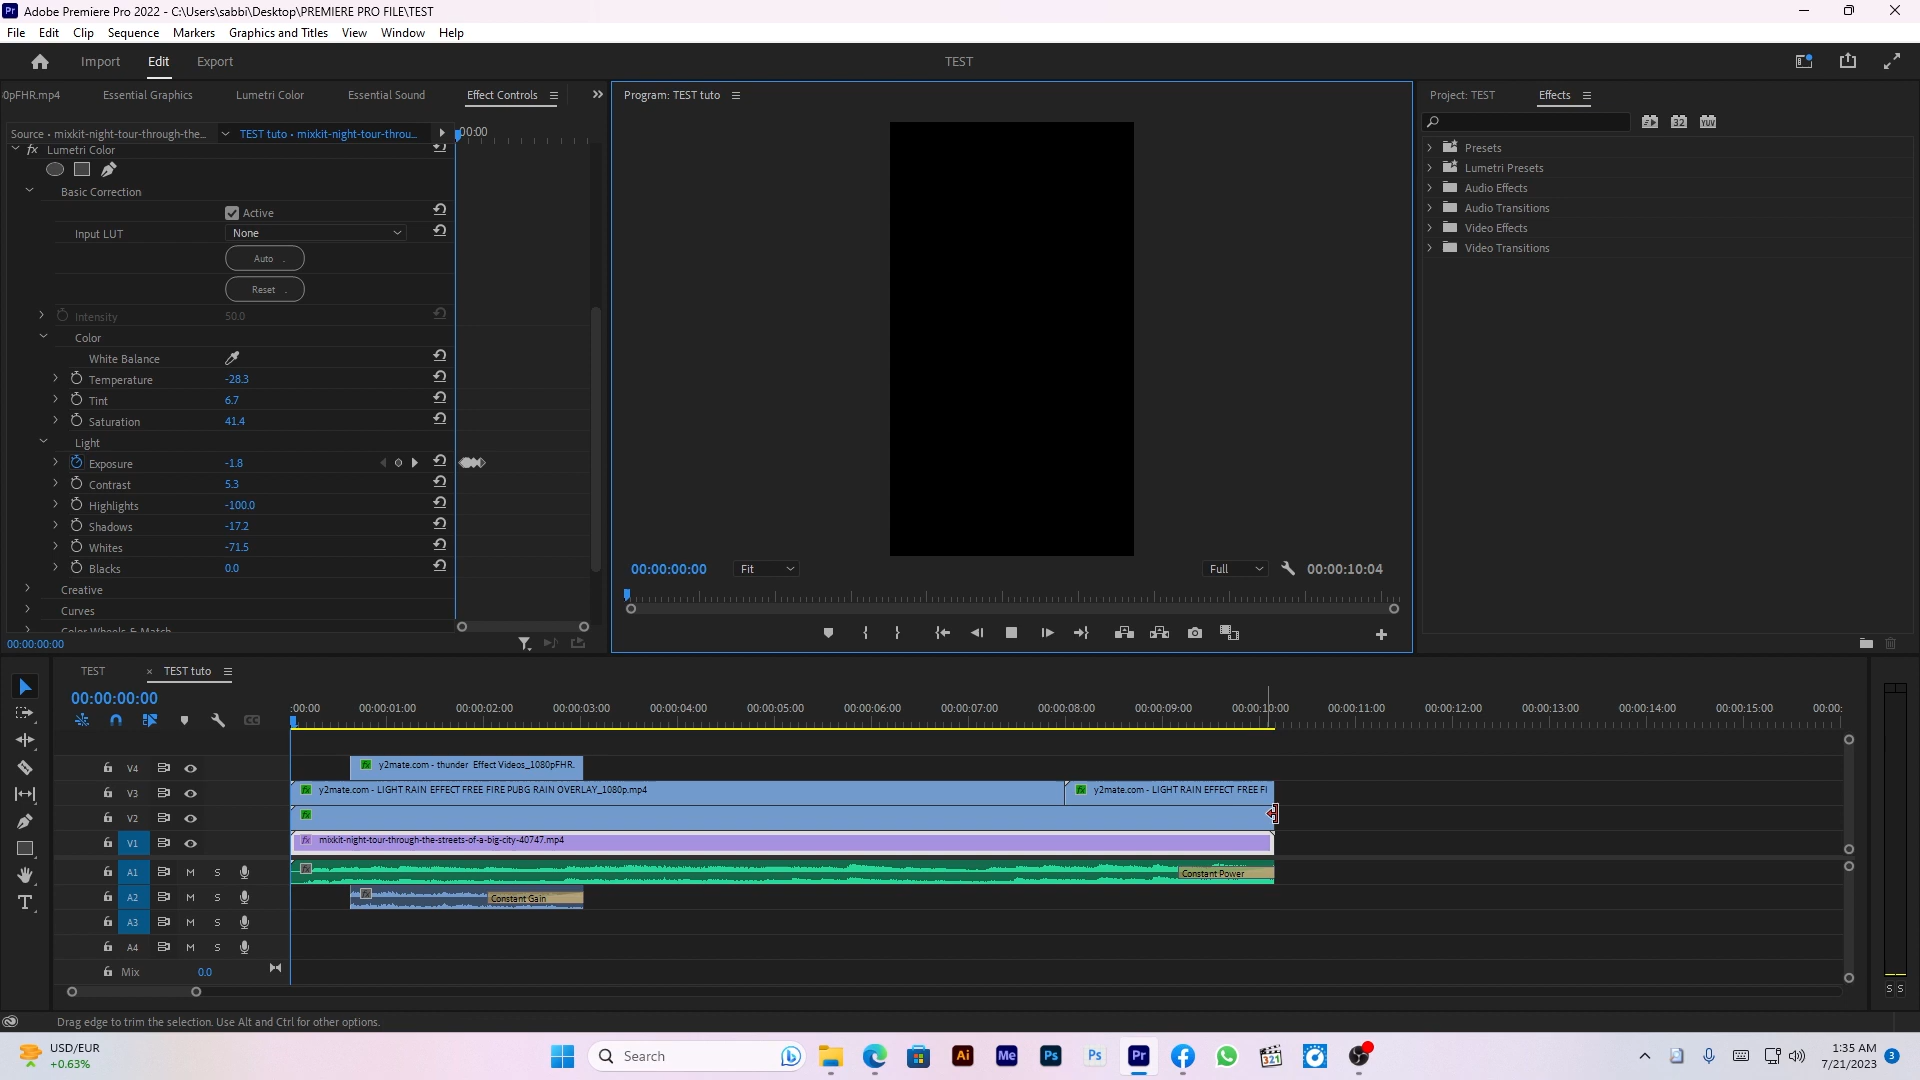 Adobe Premiere Pro 2022 - C:\Users\sabbi\Desktop\PREMIERE PRO FILE\TEST
File Edit Clip Sequence Markers Graphics and Titles View Window Help
Import Edit Export
TEST
0pFHR.mp4 Essential Graphics Lumetri Color Essential Sound Effect Controls
Program: TEST tuto
Project: TEST Effects
Source • mixkit-night-tour-through-the... TEST tuto • mixkit-night-tour-throu... :00:00
Lumetri Color
Basic Correction
Active
Input LUT None
Auto
Reset
Intensity 50.0
Color
White Balance
Temperature -28.3
Tint 6.7
Saturation 41.4
Light
Exposure -1.8
Contrast 5.3
Highlights -100.0
Shadows -17.2
Whites -71.5
Blacks 0.0
Creative
Curves
Color Wheels & Match
00:00:00:00
00:00:00:00 Fit Full 00:00:10:04
Presets
Lumetri Presets
Audio Effects
Audio Transitions
Video Effects
Video Transitions
TEST × TEST tuto
00:00:00:00
:00:00 00:00:01:00 00:00:02:00 00:00:03:00 00:00:04:00 00:00:05:00 00:00:06:00 00:00:07:00 00:00:08:00 00:00:09:00 00:00:10:00 00:00:11:00 00:00:12:00 00:00:13:00 00:00:14:00 00:00:15:00 00:00:
V4 y2mate.com - thunder Effect Videos_1080pFHR.
V3 y2mate.com - LIGHT RAIN EFFECT FREE FIRE PUBG RAIN OVERLAY_1080p.mp4 y2mate.com - LIGHT RAIN EFFECT FREE FI
V2
V1 mixkit-night-tour-through-the-streets-of-a-big-city-40747.mp4
A1 M S Constant Power
A2 M S Constant Gain
A3 M S
A4 M S
Mix 0.0
S S
Drag edge to trim the selection. Use Alt and Ctrl for other options.
USD/EUR
+0.63%
Search
1:35 AM
7/21/2023
3